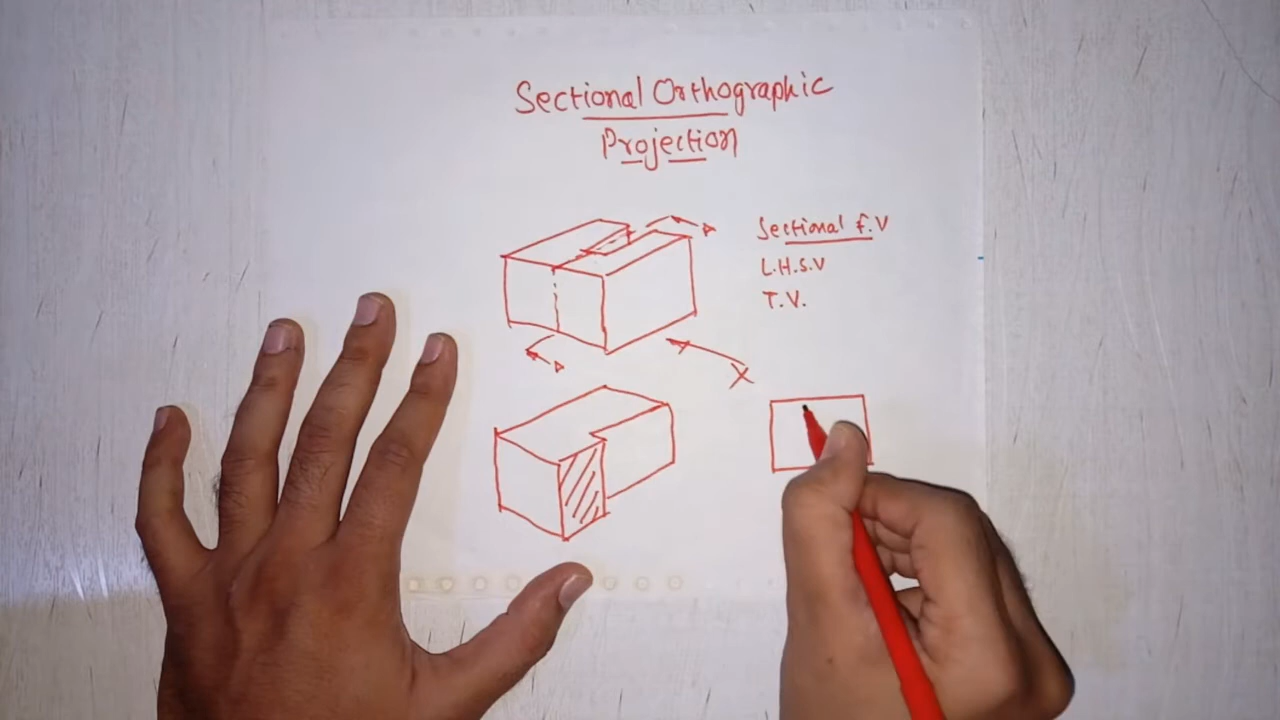 Sectional Orthographic
Projection
Sectional F.V
L.H.S.V
T.V.
X